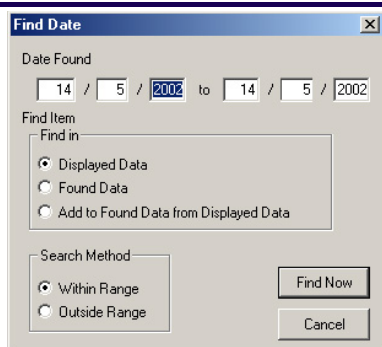 Find Date
Date Found
14 / 5 / 2002 to 14 / 5 / 2002
Find Item
Find in
Displayed Data
Found Data
Add to Found Data from Displayed Data
Search Method
Within Range
Outside Range
Find Now
Cancel